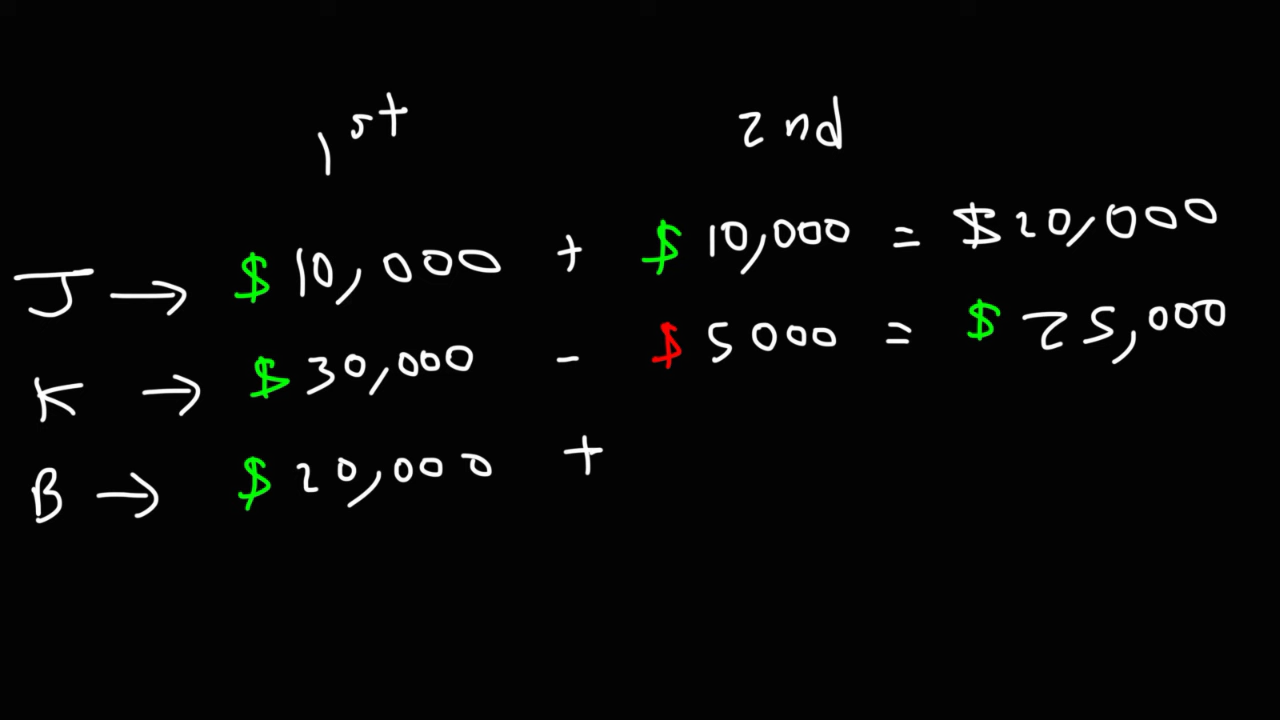 1st 2nd
J → $10,000 + $10,000 = $20,000
K → $30,000 - $5000 = $25,000
B → $20,000 +